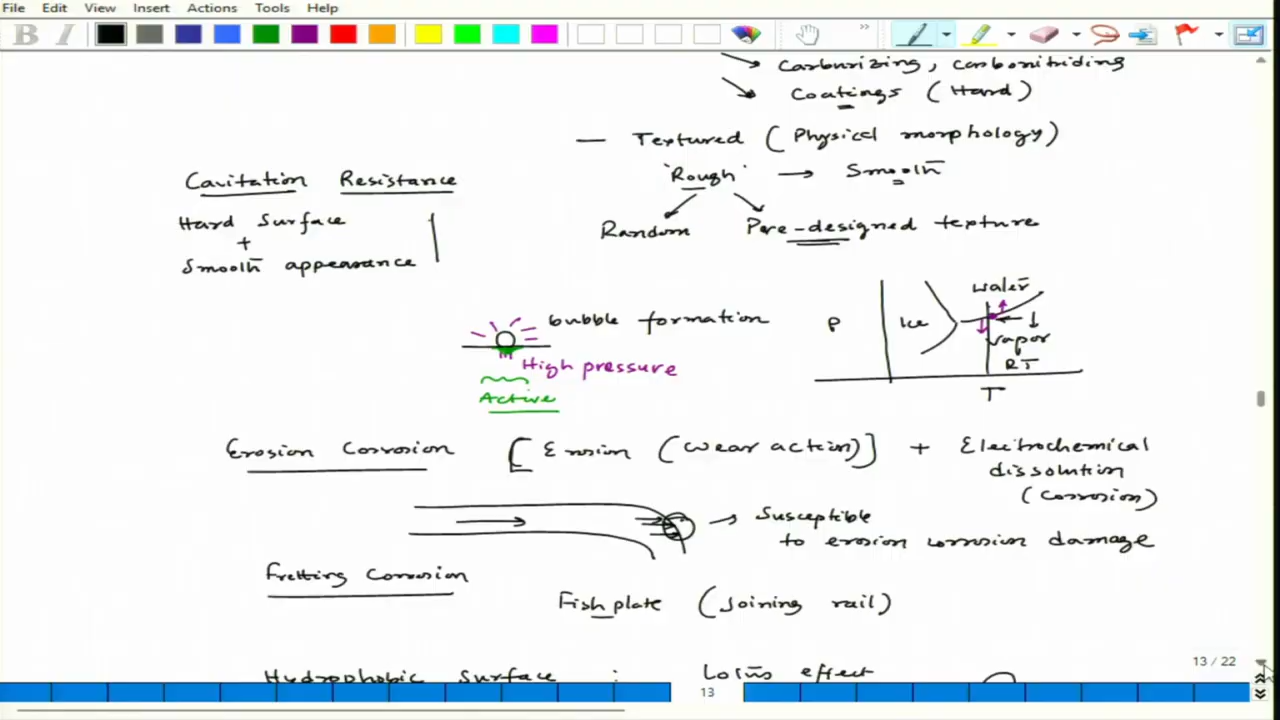 File Edit View Insert Actions Tools Help
B I
Carburizing, carbonitriding
Coatings (Hard)
— Textured (Physical morphology)
'Rough' → Smooth
Random Pre-designed texture
Cavitation Resistance
Hard Surface
+
Smooth appearance
bubble formation
High pressure
Active
P Ice water
vapor
RT
T
Erosion Corrosion [Erosion (wear action)] + Electrochemical
dissolution
(corrosion)
→ Susceptible
to erosion corrosion damage
Fretting Corrosion
Fish plate (Joining rail)
13 / 22
Hydrophobic Surface : Lotus effect
13